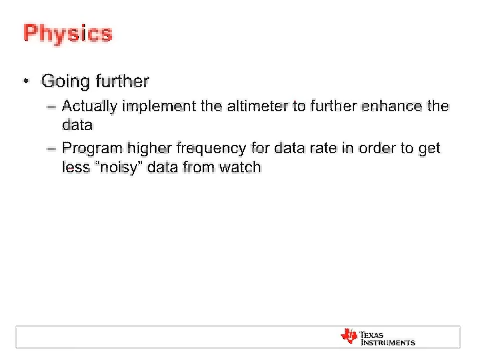 Physics
• Going further
– Actually implement the altimeter to further enhance the
data
– Program higher frequency for data rate in order to get
less “noisy” data from watch
TEXAS
INSTRUMENTS